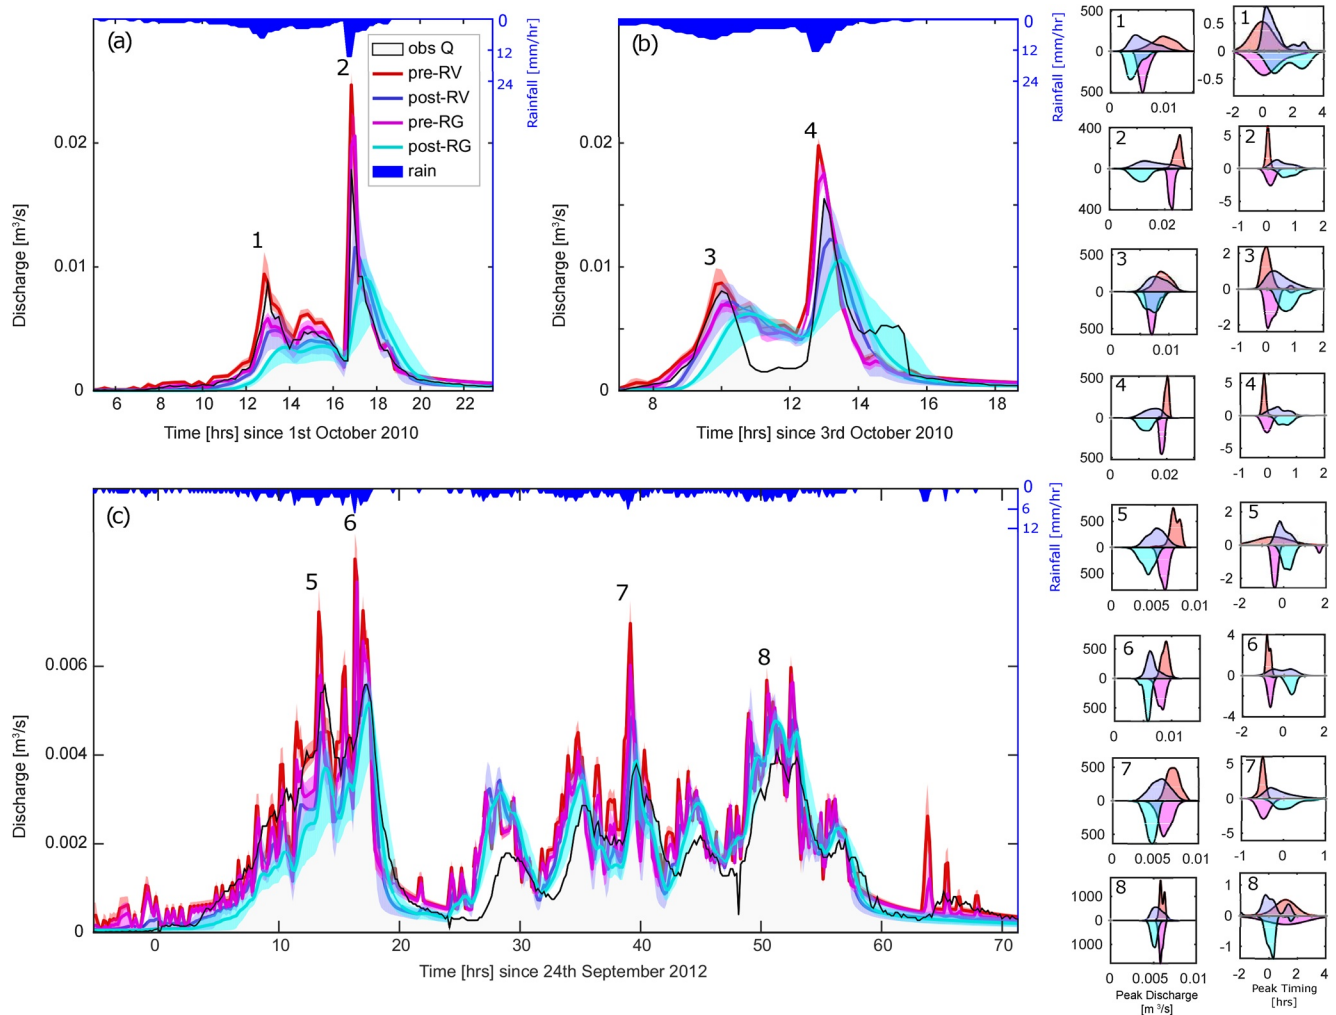 (a)
obs Q
pre-RV
post-RV
pre-RG
post-RG
rain
1
2
0.02
0.01
0
6 8 10 12 14 16 18 20 22
Discharge [m³/s]
Time [hrs] since 1st October 2010
0
12
24
Rainfall [mm/hr]
(b)
3
4
0.02
0.01
0
8 12 14 16 18
Discharge [m³/s]
Time [hrs] since 3rd October 2010
0
12
24
Rainfall [mm/hr]
(c)
5
6
7
8
0.006
0.004
0.002
0
0 10 20 30 40 50 60 70
Discharge [m³/s]
Time [hrs] since 24th September 2012
0
6
12
Rainfall [mm/hr]
1
500
0
500
0 0.01
1
0.5
0
-0.5
-2 0 2 4
2
400
0
400
0 0.02
2
5
0
-5
-2 0 1 2
3
500
0
500
0 0.01
3
2
0
-2
-1 0 1 2
4
500
0
500
0 0.02
4
5
0
-5
-1 0 1 2
5
500
0
500
0 0.005 0.01
5
2
0
-2
-2 0 2
6
500
0
500
0 0.01
6
4
0
-4
-2 0 2
7
500
0
500
0 0.005 0.01
7
5
0
-5
-1 0 1
8
1000
0
1000
0 0.005 0.01
Peak Discharge
[m ³/s]
8
1
0
-1
-2 0 2 4
Peak Timing
[hrs]